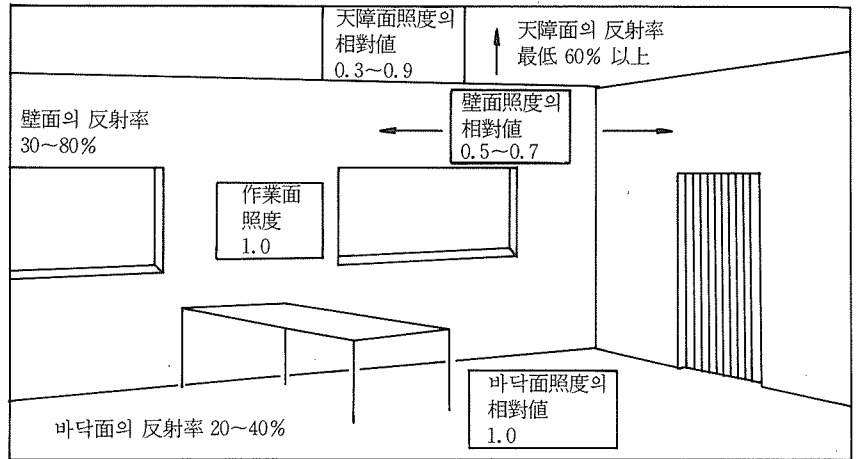 天障面照度의
相對値
0.3~0.9
天障面의 反射率
最低 60% 以上
壁面의 反射率
30~80%
壁面照度의
相對値
0.5~0.7
作業面
照度
1.0
바닥面照度의
相對値
1.0
바닥面의 反射率 20~40%